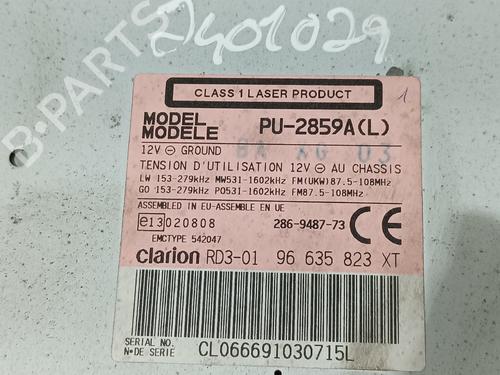 2401029
CLASS 1 LASER PRODUCT
1
MODEL
MODELE
PU-2859A(L)
12V ⊖ GROUND
TENSION D'UTILISATION 12V ⊖ AU CHASSIS
LW 153-279kHz MW531-1602kHz FM(UKW)87.5-108MHz
GO 153-279kHz PO531-1602kHz FM87.5-108MHz
ASSEMBLED IN EU-ASSEMBLE EN UE
e13 020808
286-9487-73
CE
EMCTYPE 542047
Clarion RD3-01 96 635 823 XT
SERIAL NO.
N° DE SERIE
CL066691030715L
B-PARTS